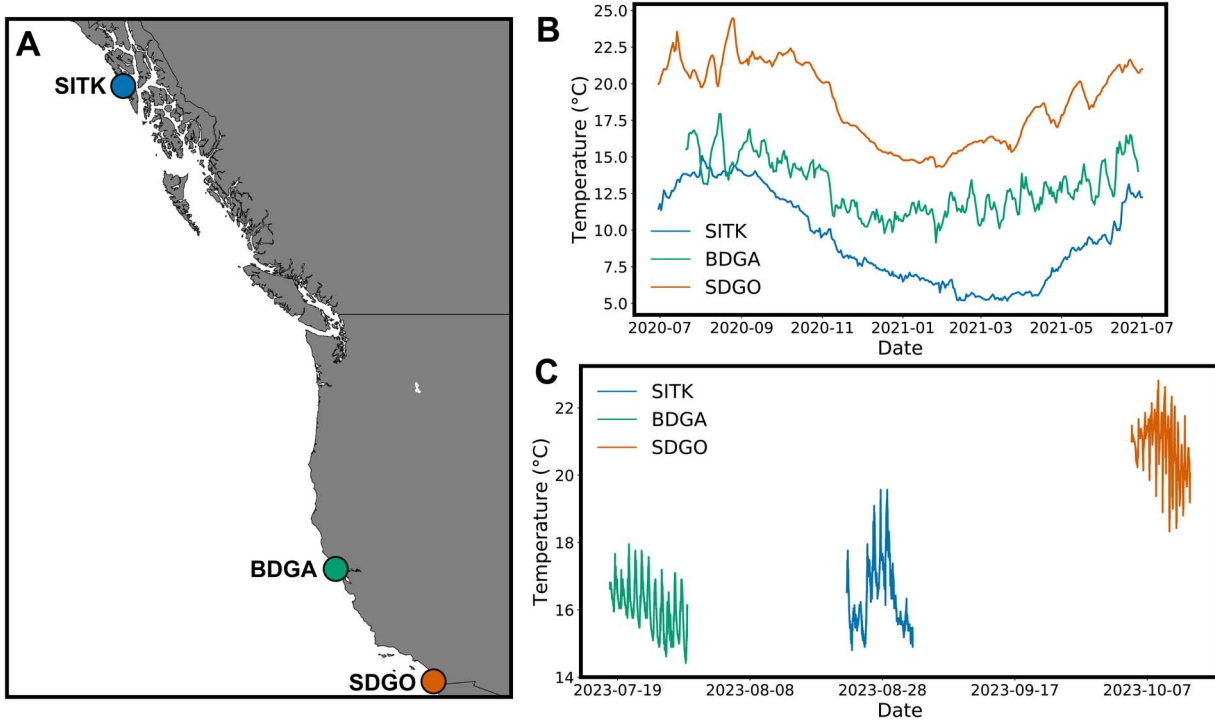 A
SITK
BDGA
SDGO
B
Temperature (°C)
25.0
22.5
20.0
17.5
15.0
12.5
10.0
7.5
5.0
SITK
BDGA
SDGO
2020-07 2020-09 2020-11 2021-01 2021-03 2021-05 2021-07
Date
C
Temperature (°C)
22
20
18
16
14
SITK
BDGA
SDGO
2023-07-19 2023-08-08 2023-08-28 2023-09-17 2023-10-07
Date